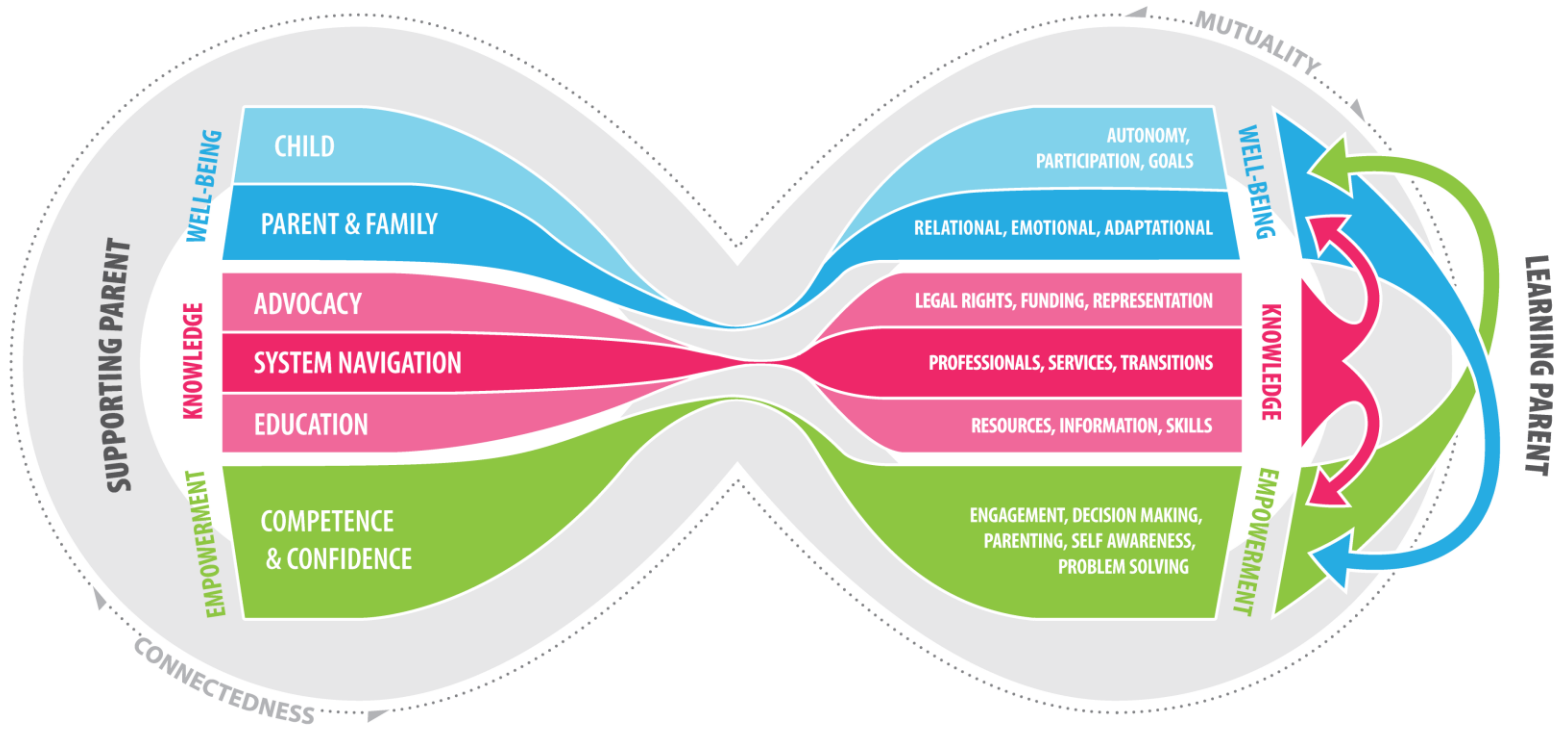 MUTUALITY
SUPPORTING PARENT
WELL-BEING
CHILD
PARENT & FAMILY
KNOWLEDGE
ADVOCACY
SYSTEM NAVIGATION
EDUCATION
EMPOWERMENT
COMPETENCE
& CONFIDENCE
CONNECTEDNESS
AUTONOMY,
PARTICIPATION, GOALS
RELATIONAL, EMOTIONAL, ADAPTATIONAL
WELL-BEING
LEGAL RIGHTS, FUNDING, REPRESENTATION
PROFESSIONALS, SERVICES, TRANSITIONS
RESOURCES, INFORMATION, SKILLS
KNOWLEDGE
ENGAGEMENT, DECISION MAKING,
PARENTING, SELF AWARENESS,
PROBLEM SOLVING
EMPOWERMENT
LEARNING PARENT